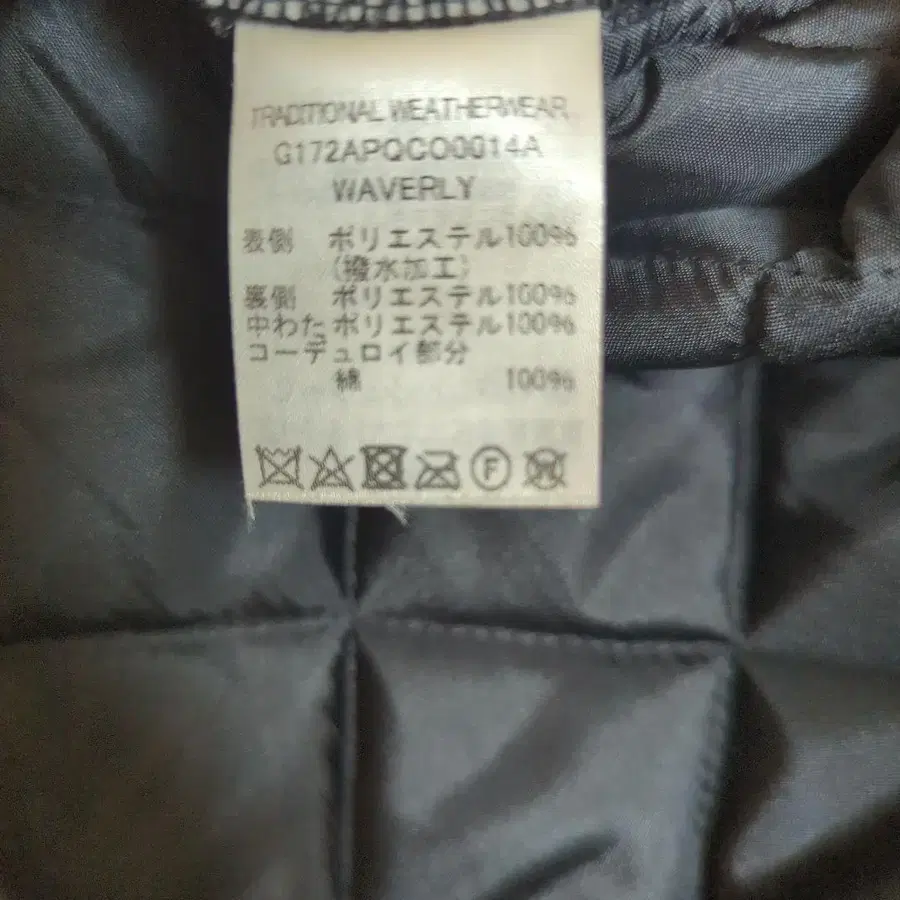 TRADITIONAL WEATHERWEAR
G172APQCO0014A
WAVERLY
表側 ポリエステル100%
(撥水加工)
裏側 ポリエステル100%
中わた ポリエステル100%
コーデュロイ部分
綿 100%
F